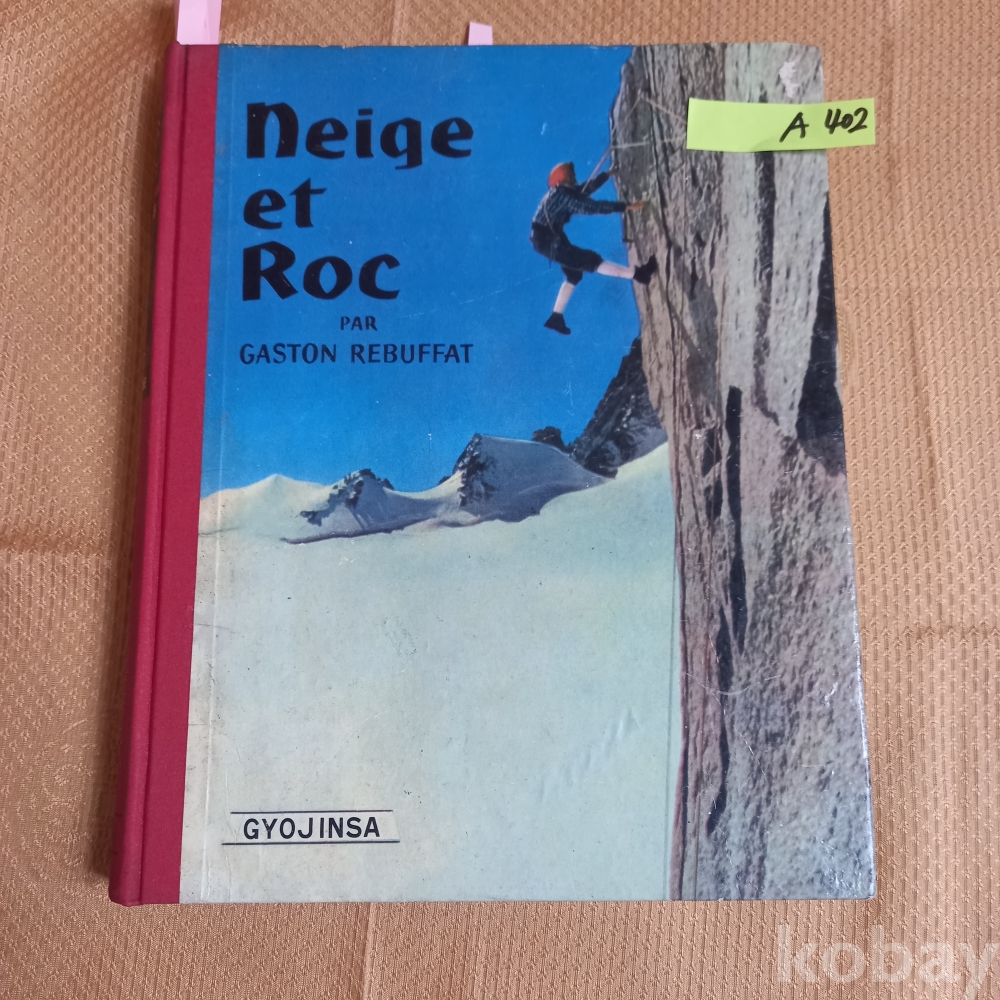 A 402
Neige
et
Roc
PAR
GASTON REBUFFAT
GYOJINSA
kobay